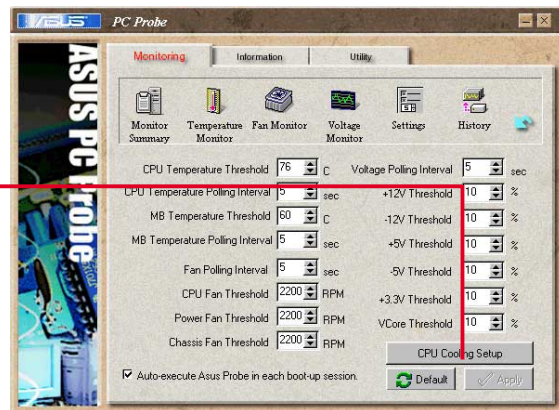 ASUS PC Probe
ASUS PC Probe
Monitoring Information Utility
Monitor Summary
Temperature Monitor
Fan Monitor
Voltage Monitor
Settings
History
CPU Temperature Threshold 76 C
CPU Temperature Polling Interval 5 sec
MB Temperature Threshold 60 C
MB Temperature Polling Interval 5 sec
Fan Polling Interval 5 sec
CPU Fan Threshold 2200 RPM
Power Fan Threshold 2200 RPM
Chassis Fan Threshold 2200 RPM
Voltage Polling Interval 5 sec
+12V Threshold 10 %
-12V Threshold 10 %
+5V Threshold 10 %
-5V Threshold 10 %
+3.3V Threshold 10 %
VCore Threshold 10 %
CPU Cooling Setup
Auto-execute Asus Probe in each boot-up session.
Default Apply